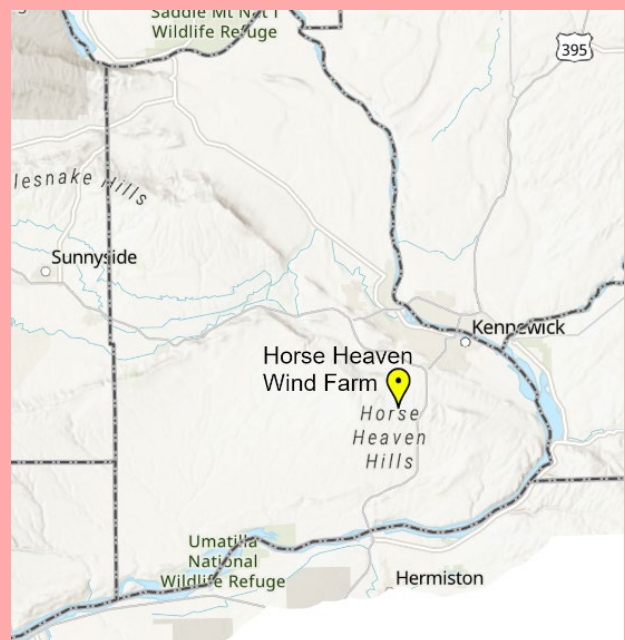 Saddle Mt Nat'l
Wildlife Refuge
395
lesnake Hills
Sunnyside
Kennewick
Horse Heaven
Wind Farm
Horse
Heaven
Hills
Umatilla
National
Wildlife Refuge
Hermiston